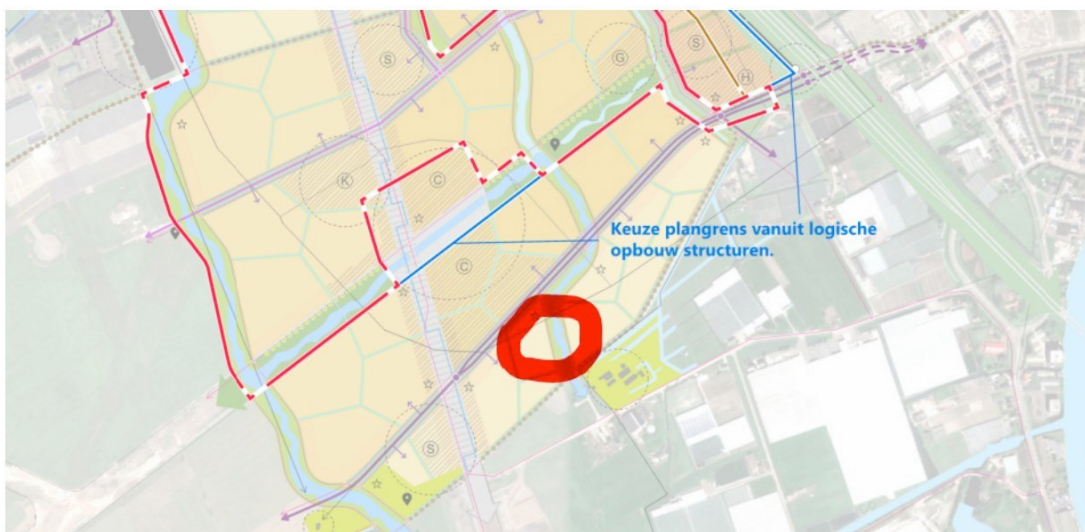 S
S
G
H
K
C
Keuze plangrens vanuit logische
opbouw structuren.
C
S